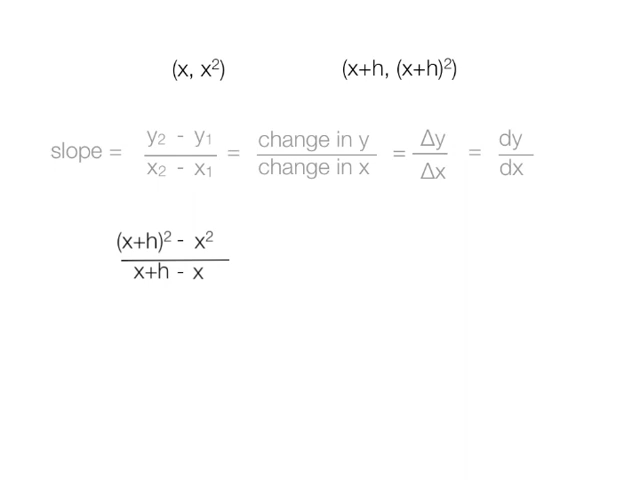 (x, x²) (x+h, (x+h)²)
slope = y₂ - y₁ / x₂ - x₁ = change in y / change in x = Δy / Δx = dy / dx
(x+h)² - x² / x+h - x